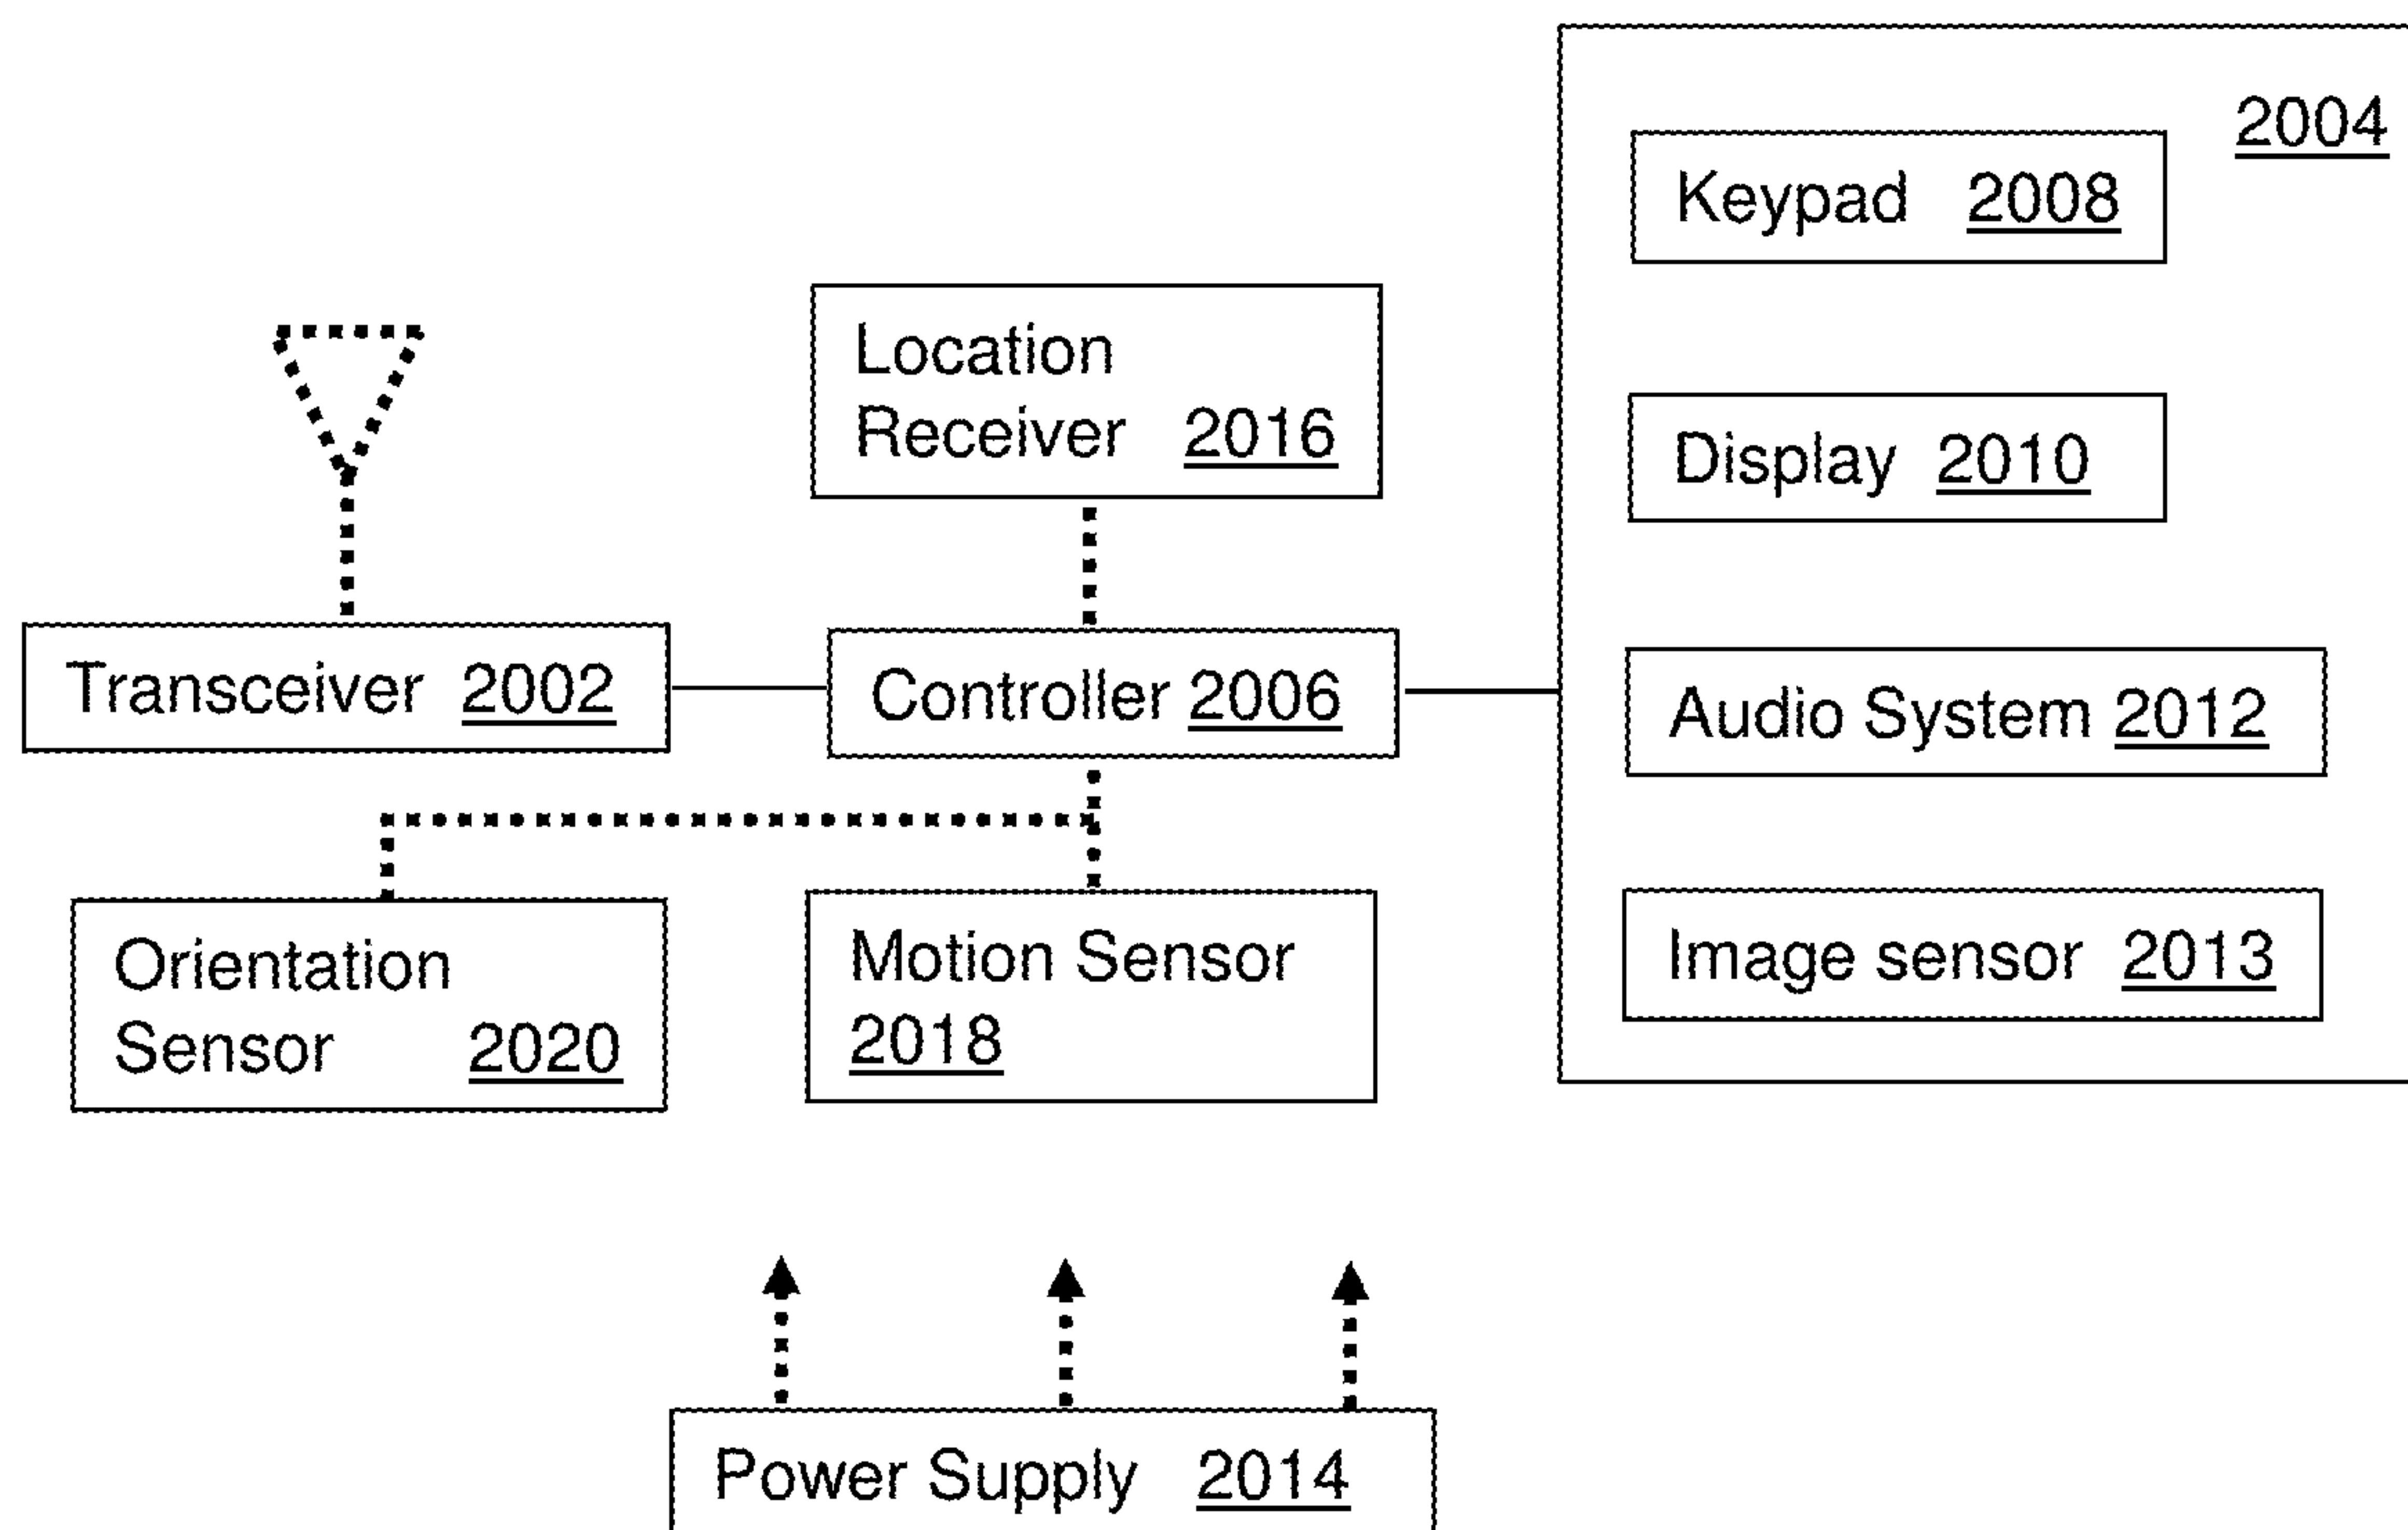 2004
Keypad 2008
Location
Receiver 2016
Display 2010
Transceiver 2002
Controller 2006
Audio System 2012
Orientation
Sensor 2020
Motion Sensor
2018
Image sensor 2013
Power Supply 2014